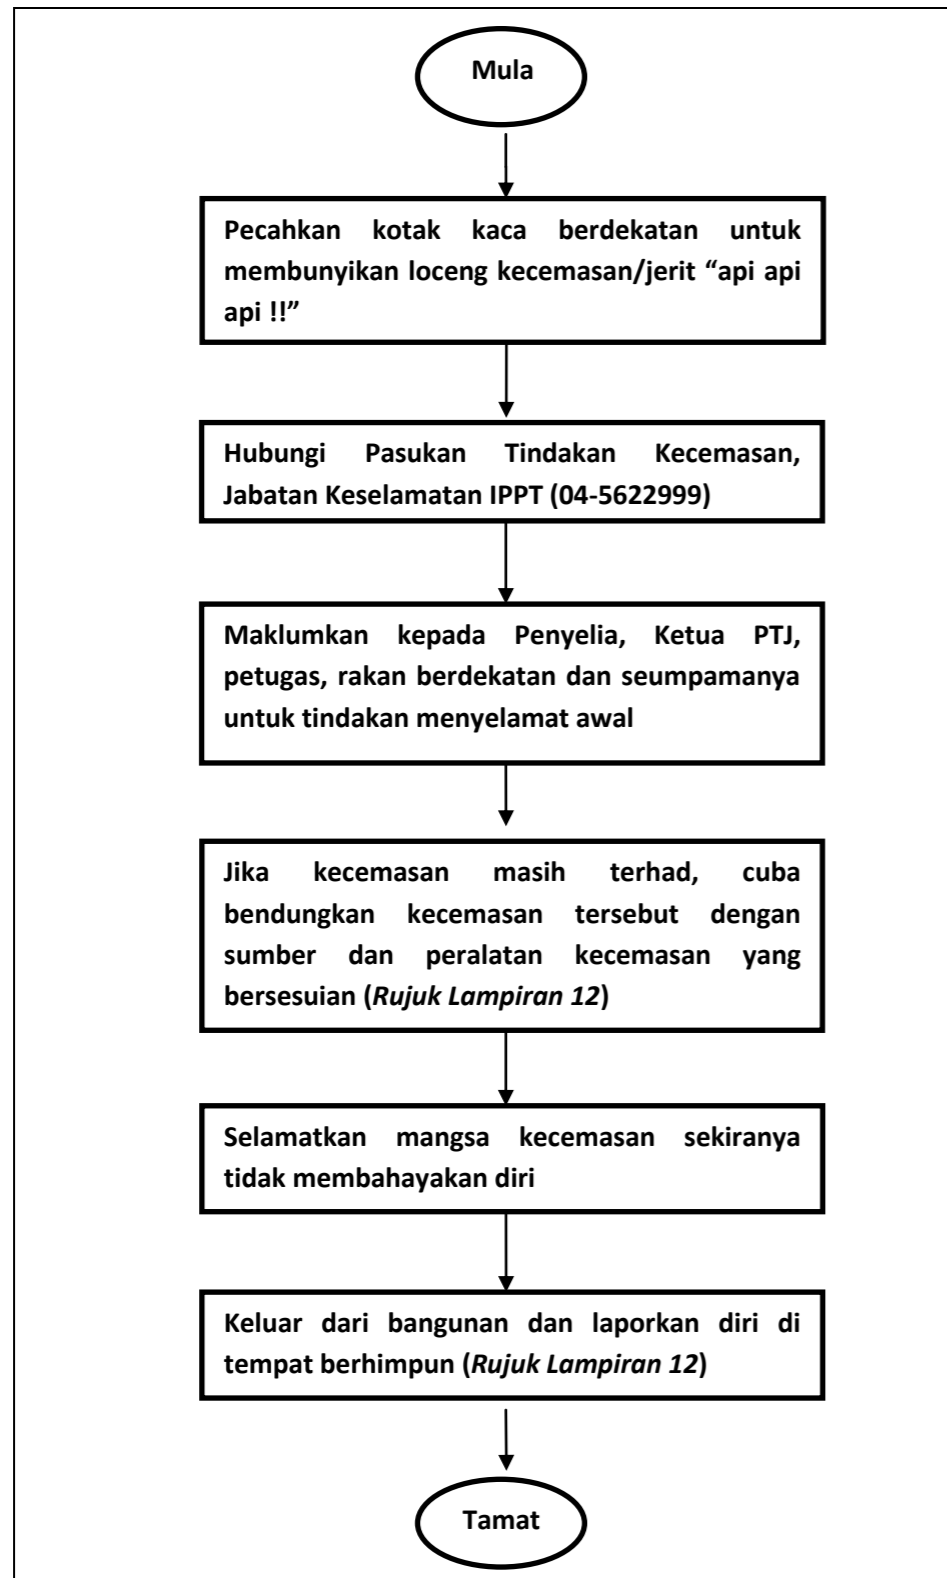 Mula
Pecahkan kotak kaca berdekatan untuk
membunyikan loceng kecemasan/jerit “api api
api !!”
Hubungi Pasukan Tindakan Kecemasan,
Jabatan Keselamatan IPPT (04-5622999)
Maklumkan kepada Penyelia, Ketua PTJ,
petugas, rakan berdekatan dan seumpamanya
untuk tindakan menyelamat awal
Jika kecemasan masih terhad, cuba
bendungkan kecemasan tersebut dengan
sumber dan peralatan kecemasan yang
bersesuian (Rujuk Lampiran 12)
Selamatkan mangsa kecemasan sekiranya
tidak membahayakan diri
Keluar dari bangunan dan laporkan diri di
tempat berhimpun (Rujuk Lampiran 12)
Tamat